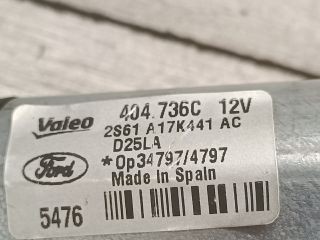 Valeo 404.736C 12V
2S61 A17K441 AC
D25LA
Ford *Op34797/4797
Made in Spain
5476